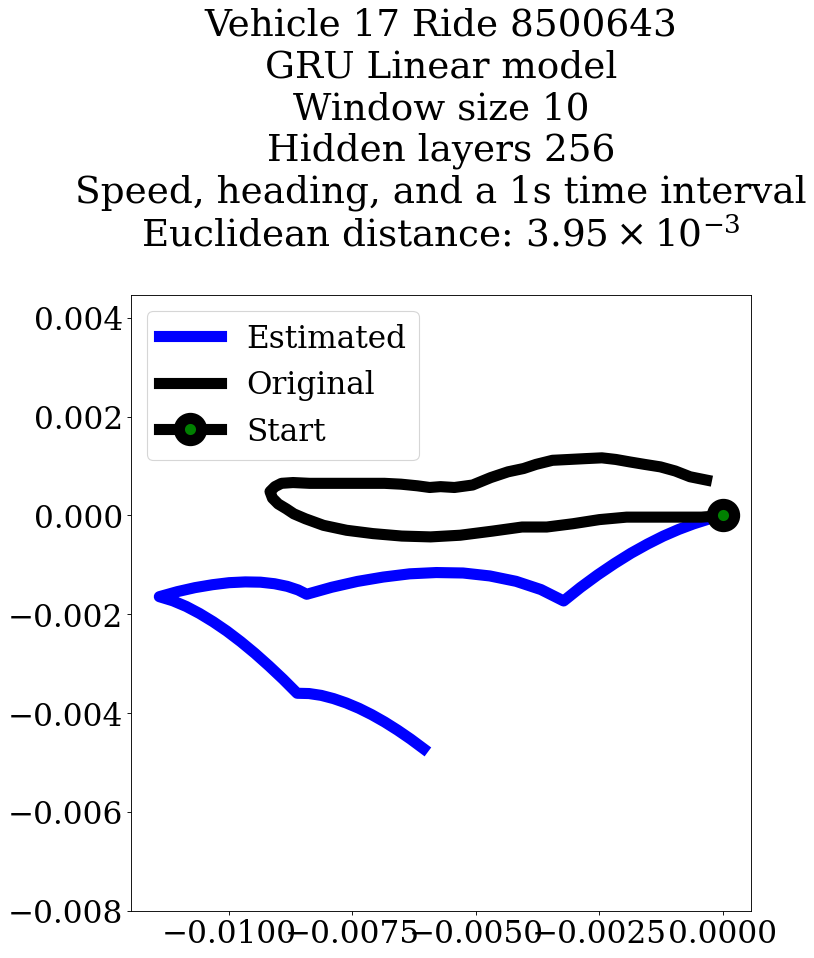 Vehicle 17 Ride 8500643
GRU Linear model
Window size 10
Hidden layers 256
Speed, heading, and a 1s time interval
Euclidean distance: 3.95 × 10⁻³
0.004
0.002
0.000
−0.002
−0.004
−0.006
−0.008
Estimated
Original
Start
−0.0100 −0.0075 −0.0050 −0.0025 0.0000